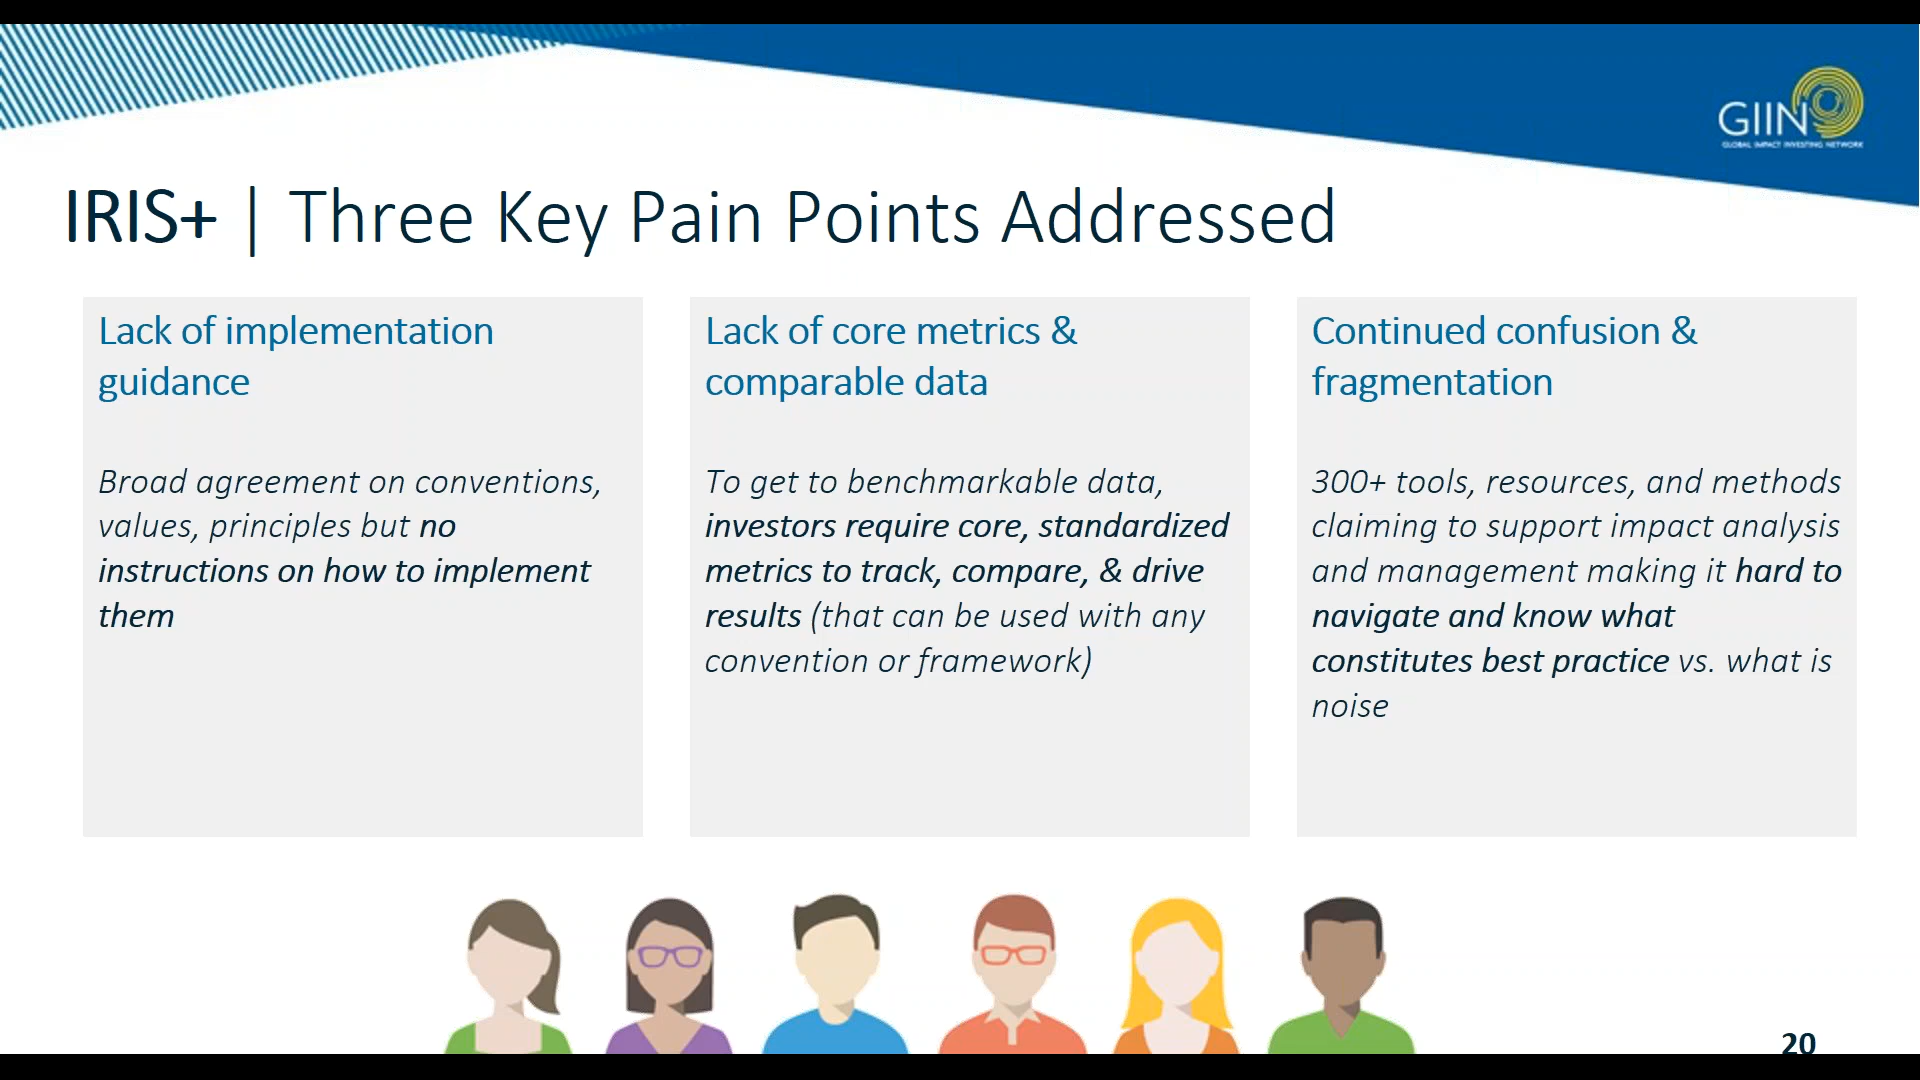 GIIN
GLOBAL IMPACT INVESTING NETWORK
IRIS+ | Three Key Pain Points Addressed
Lack of implementation
guidance
Broad agreement on conventions,
values, principles but no
instructions on how to implement
them
Lack of core metrics &
comparable data
To get to benchmarkable data,
investors require core, standardized
metrics to track, compare, & drive
results (that can be used with any
convention or framework)
Continued confusion &
fragmentation
300+ tools, resources, and methods
claiming to support impact analysis
and management making it hard to
navigate and know what
constitutes best practice vs. what is
noise
20